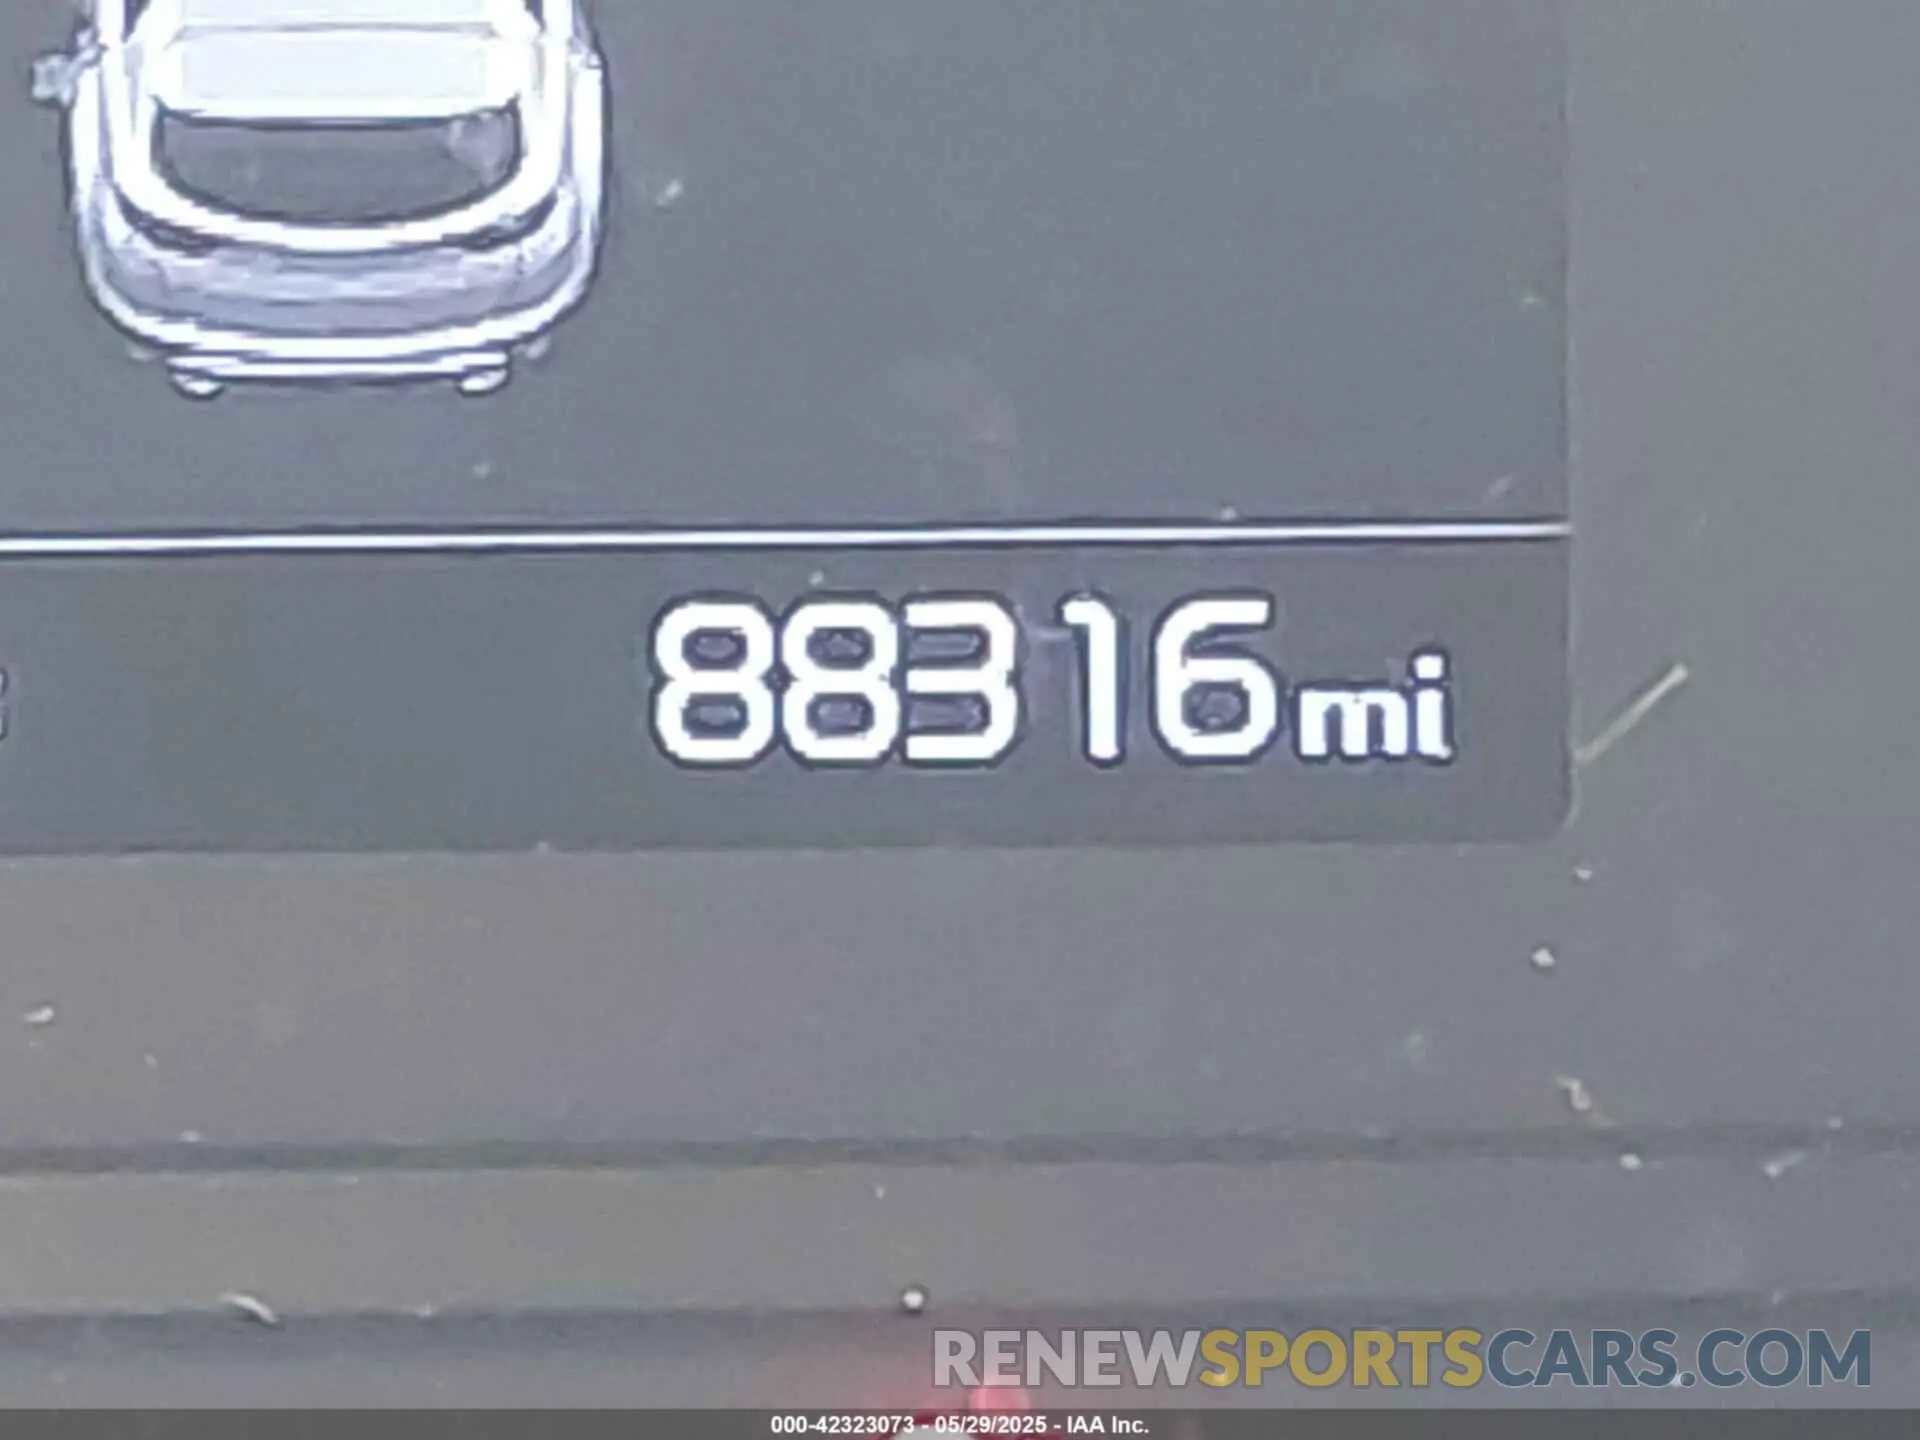 88316mi
RENEWSPORTSCARS.COM
000-42323073 - 05/29/2025 - IAA Inc.